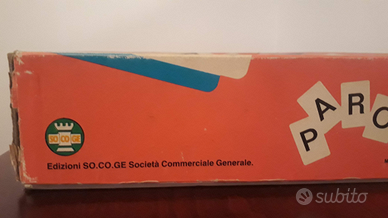 PARO
SO CO GE
Edizioni SO.CO.GE Società Commerciale Generale.
subito